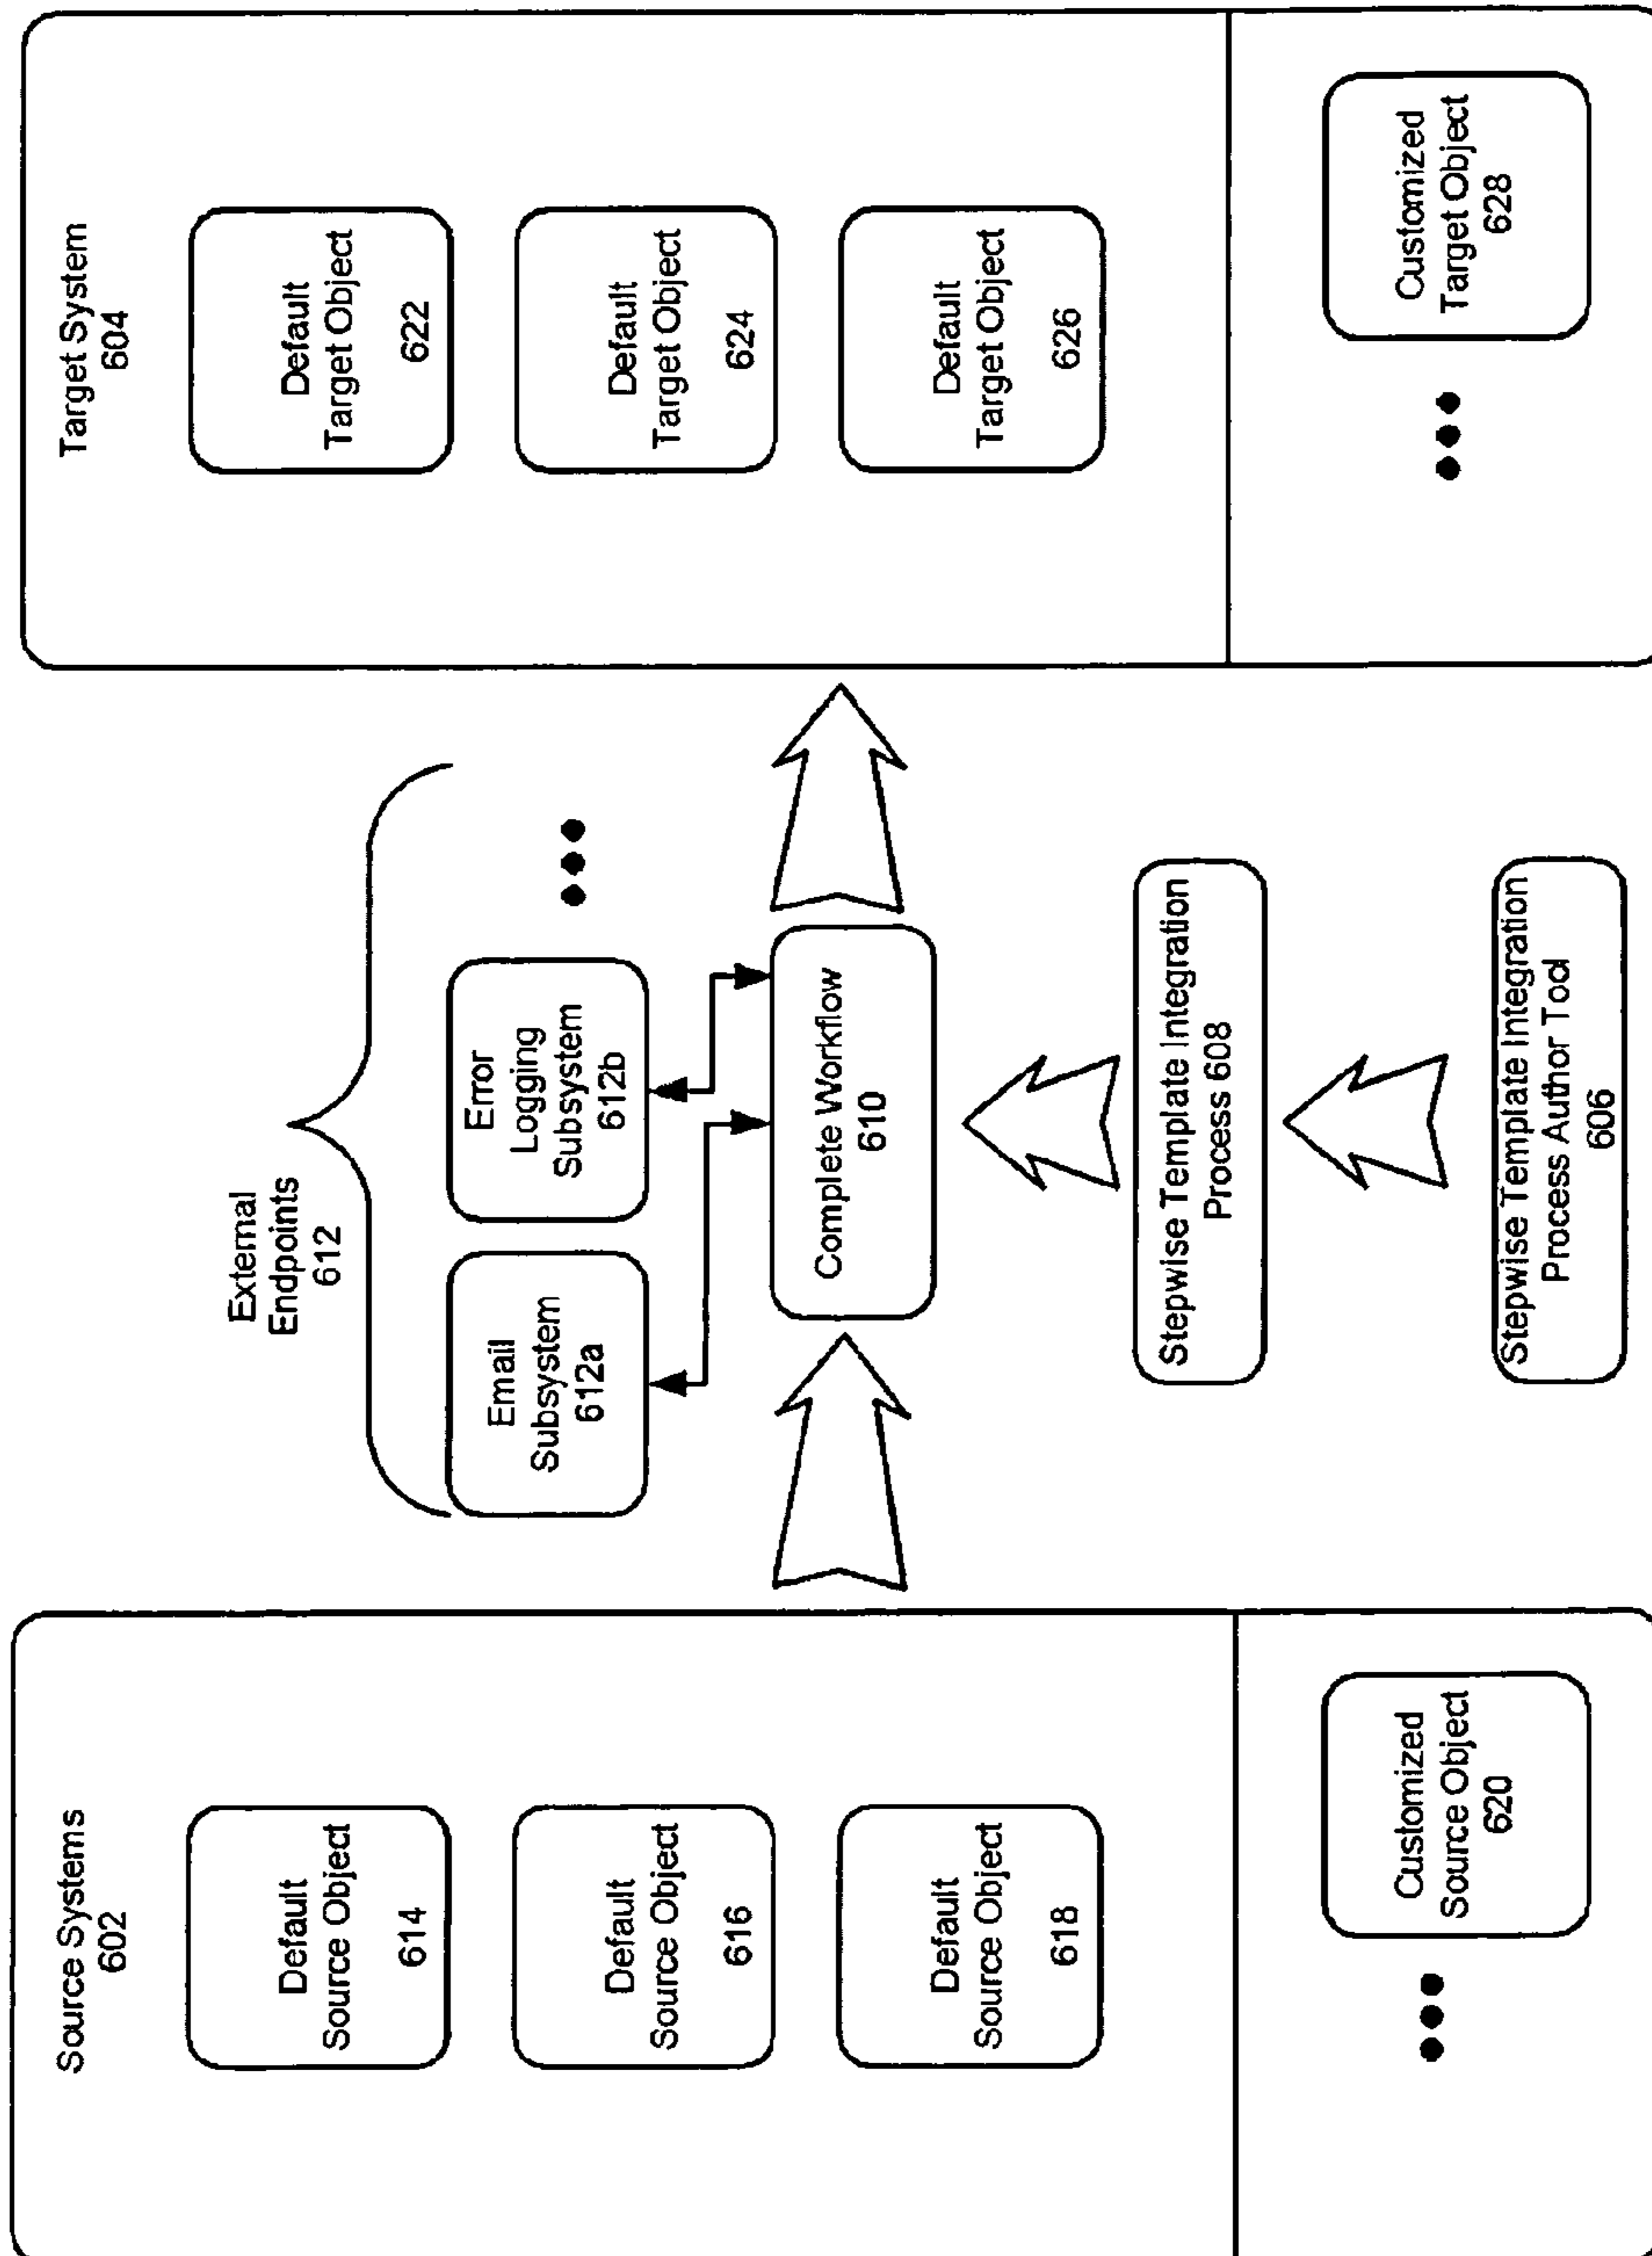 Source Systems
602
Default
Source Object
614
Default
Source Object
616
Default
Source Object
618
Customized
Source Object
620
External
Endpoints
612
Email
Subsystem
612a
Error
Logging
Subsystem
612b
Complete Workflow
610
Stepwise Template Integration
Process 608
Stepwise Template Integration
Process Author Tool
606
Target System
604
Default
Target Object
622
Default
Target Object
624
Default
Target Object
626
Customized
Target Object
628